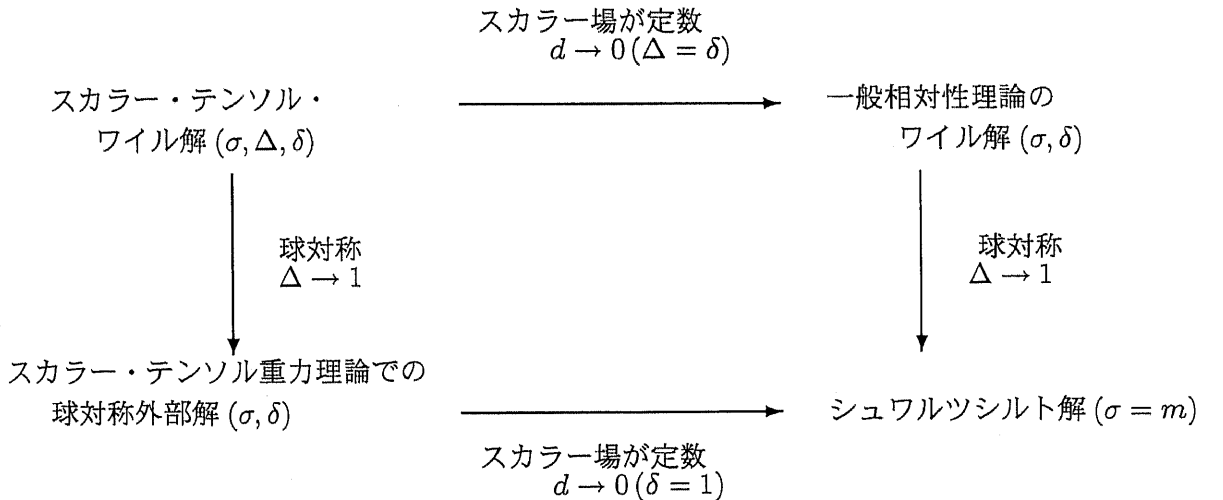 スカラー場が定数
d → 0 (Δ = δ)
スカラー・テンソル・
ワイル解 (σ, Δ, δ)
一般相対性理論の
ワイル解 (σ, δ)
球対称
Δ → 1
球対称
Δ → 1
スカラー・テンソル重力理論での
球対称外部解 (σ, δ)
シュワルツシルト解 (σ = m)
スカラー場が定数
d → 0 (δ = 1)